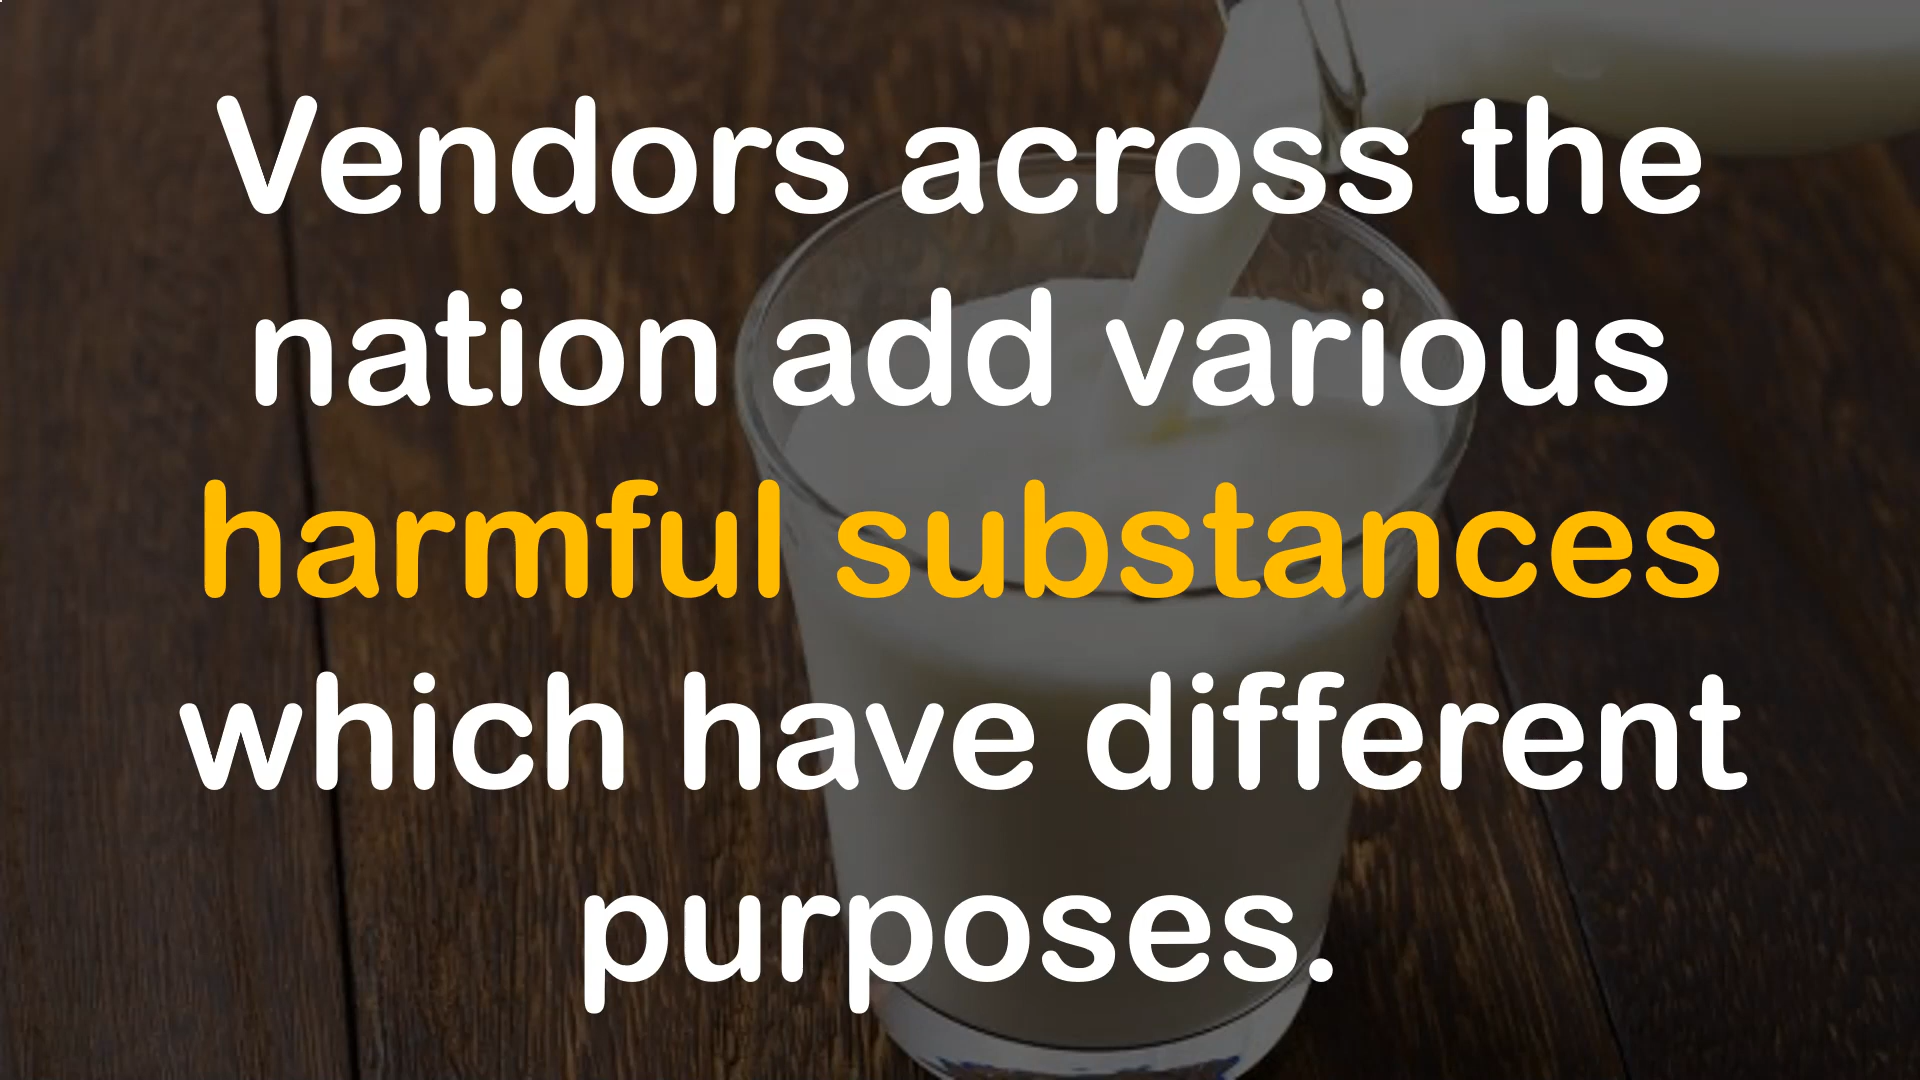 Vendors across the
nation add various
harmful substances
which have different
purposes.